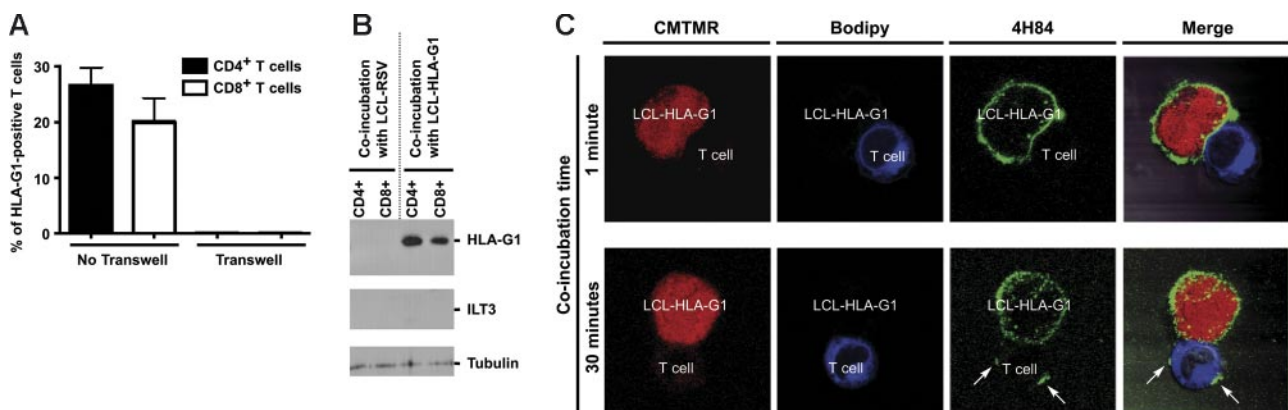 A
% of HLA-G1-positive T cells
30
20
10
0
CD4+ T cells
CD8+ T cells
No Transwell
Transwell
B
Co-incubation
with LCL-RSV
Co-incubation
with LCL-HLA-G1
CD4+
CD8+
CD4+
CD8+
HLA-G1
ILT3
Tubulin
C
CMTMR
Bodipy
4H84
Merge
Co-incubation time
1 minute
LCL-HLA-G1
T cell
LCL-HLA-G1
T cell
LCL-HLA-G1
T cell
30 minutes
LCL-HLA-G1
T cell
LCL-HLA-G1
T cell
LCL-HLA-G1
T cell